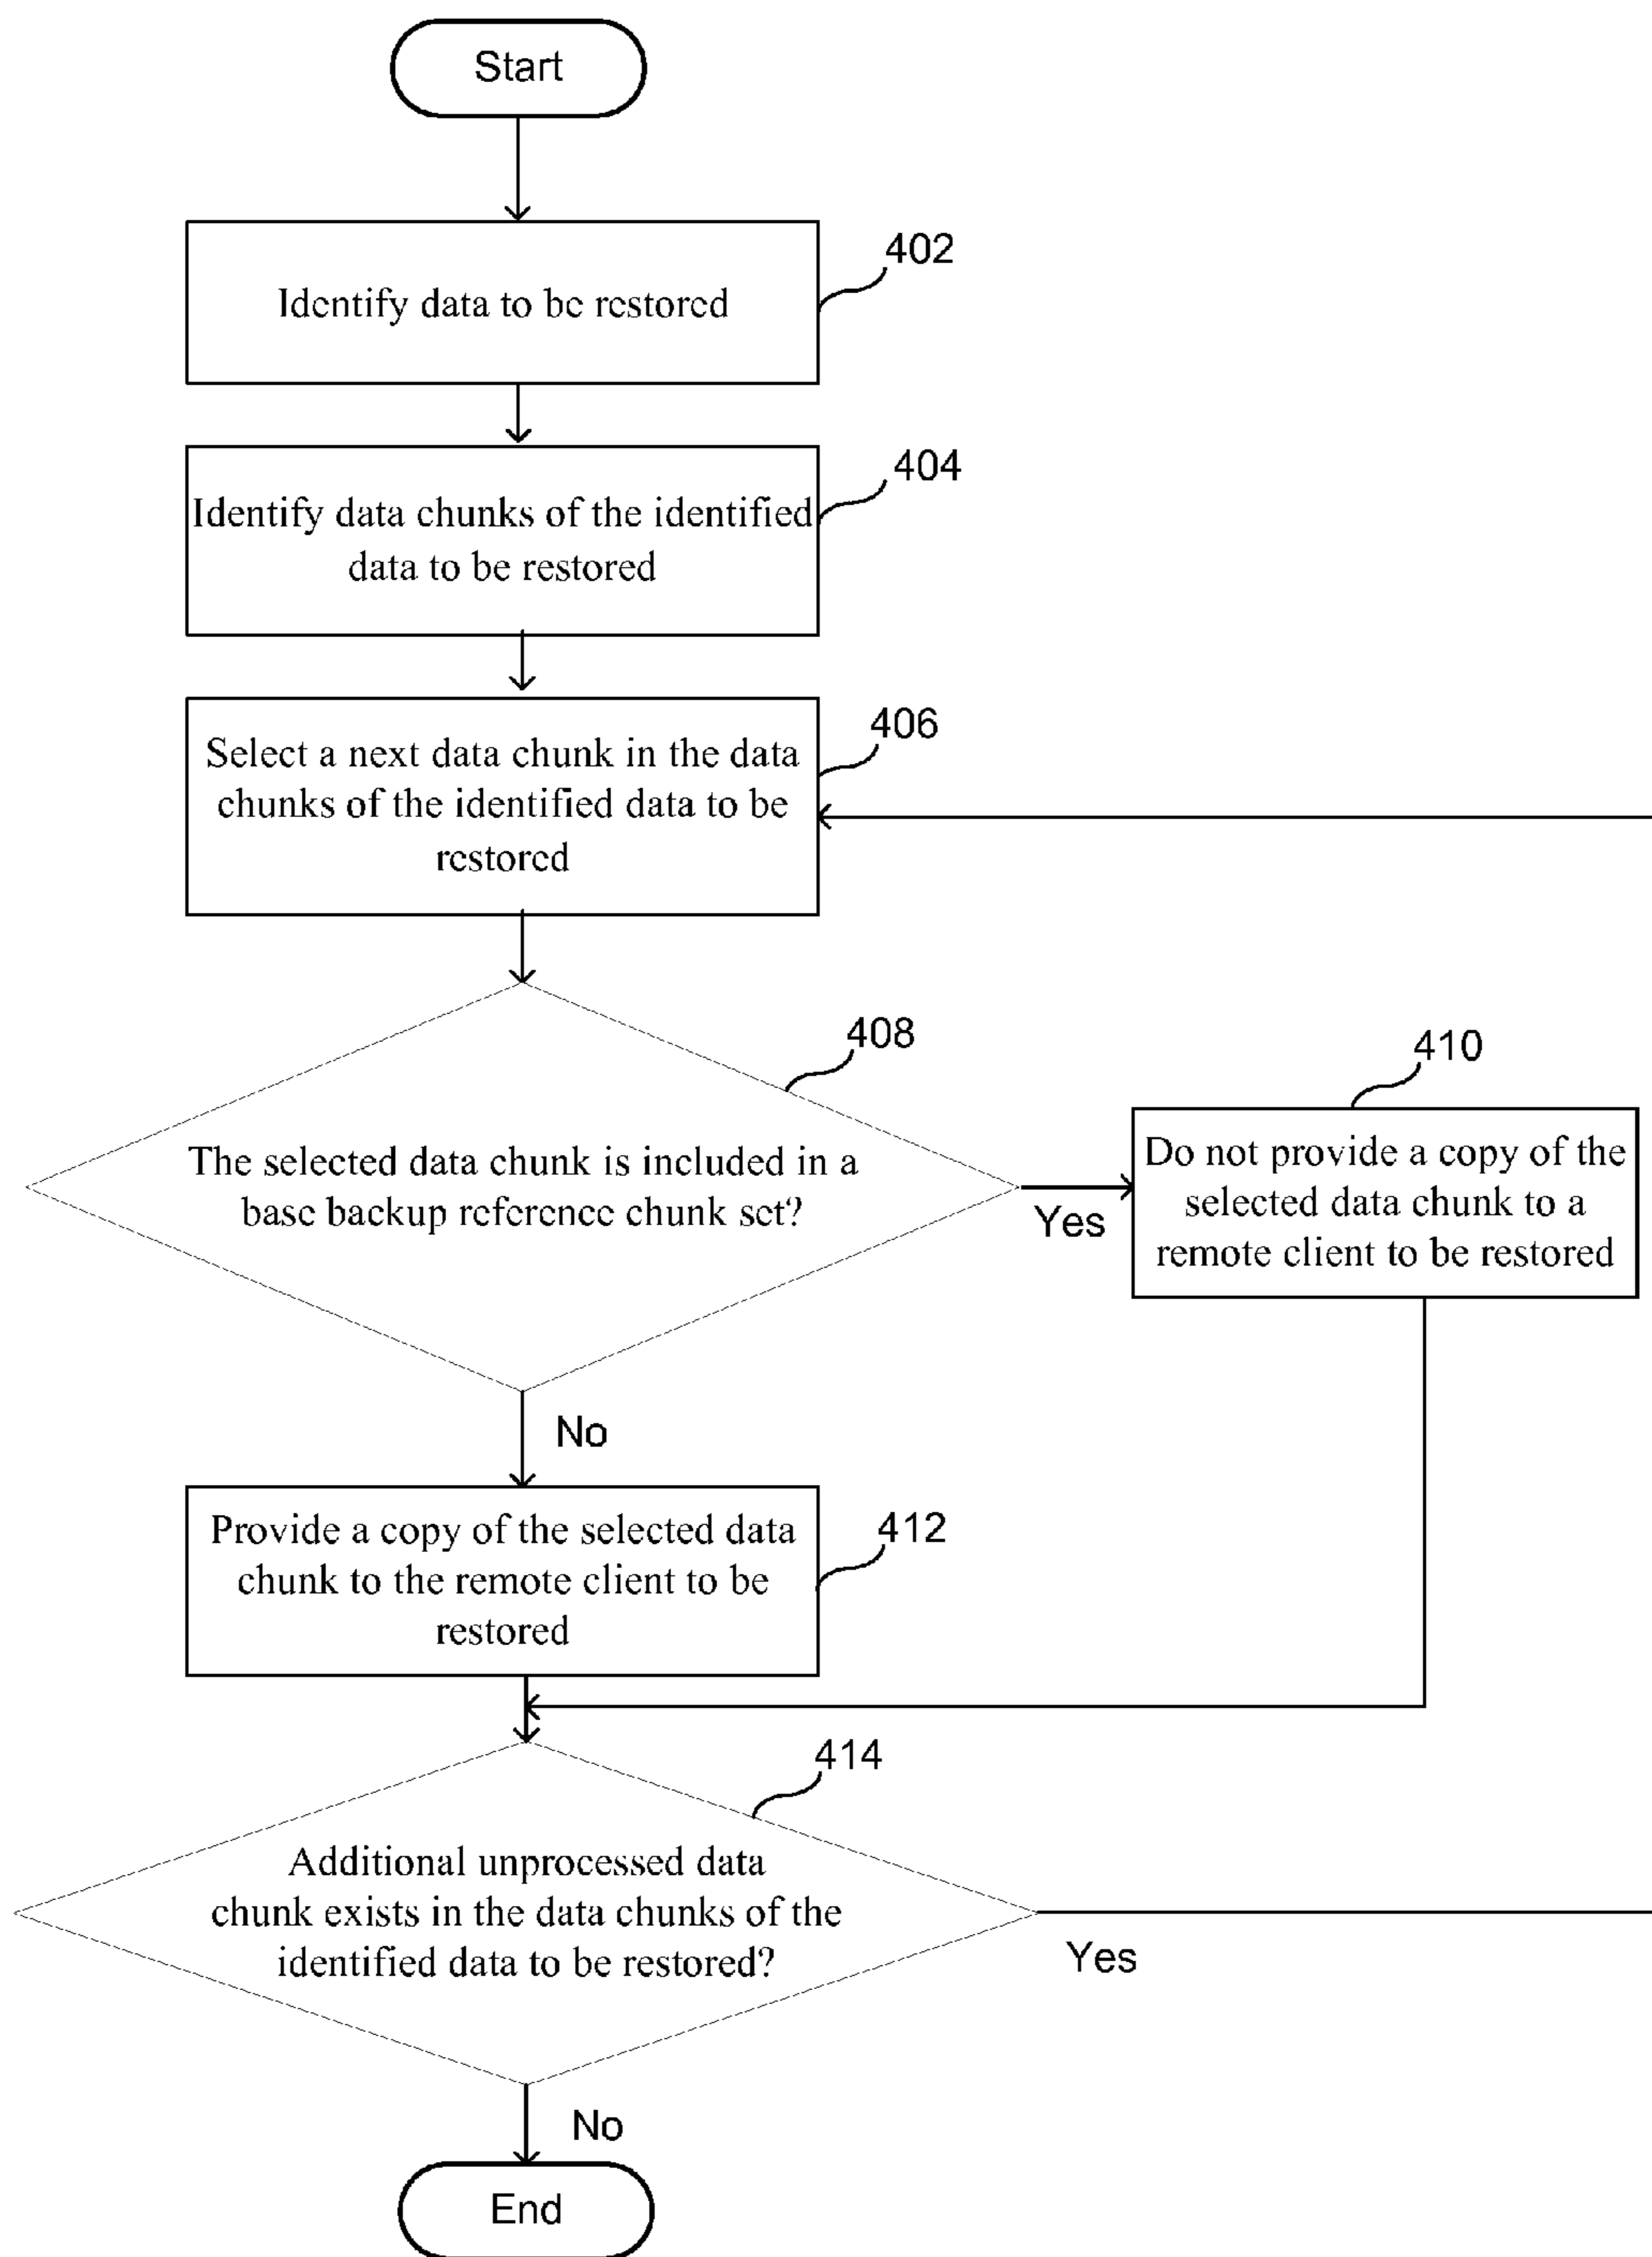 Start
402
Identify data to be restored
404
Identify data chunks of the identified
data to be restored
406
Select a next data chunk in the data
chunks of the identified data to be
restored
408
The selected data chunk is included in a
base backup reference chunk set?
Yes
410
Do not provide a copy of the
selected data chunk to a
remote client to be restored
No
412
Provide a copy of the selected data
chunk to the remote client to be
restored
414
Additional unprocessed data
chunk exists in the data chunks of the
identified data to be restored?
Yes
No
End